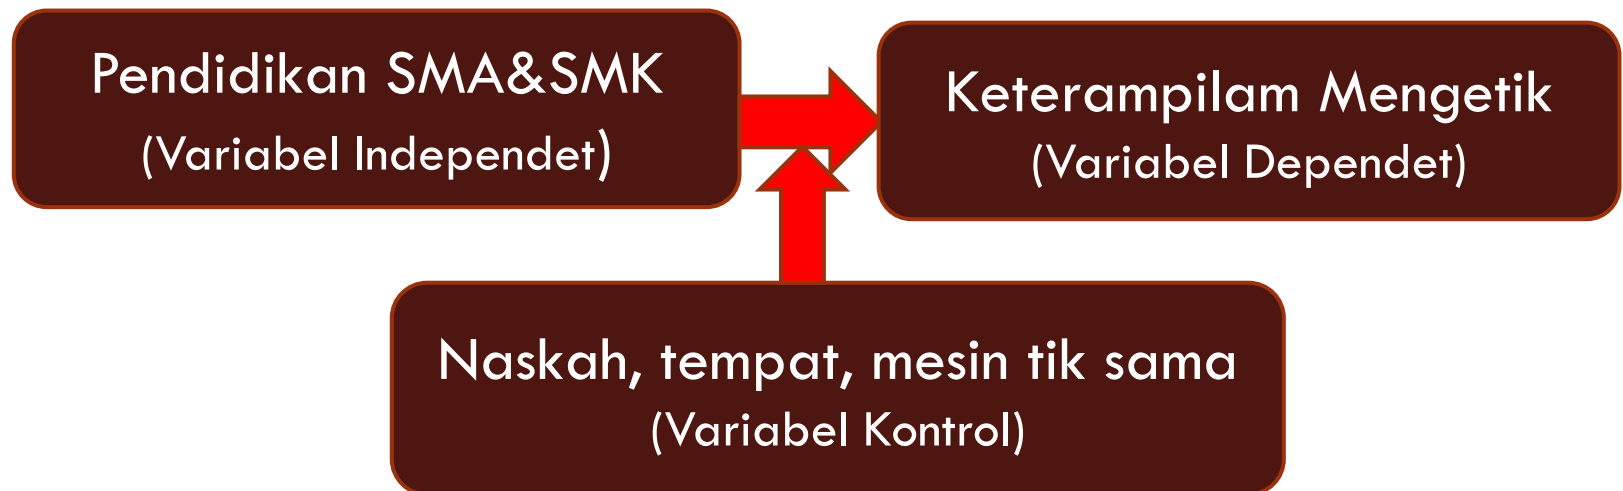 Pendidikan SMA&SMK
(Variabel Independet)
Keterampilam Mengetik
(Variabel Dependet)
Naskah, tempat, mesin tik sama
(Variabel Kontrol)